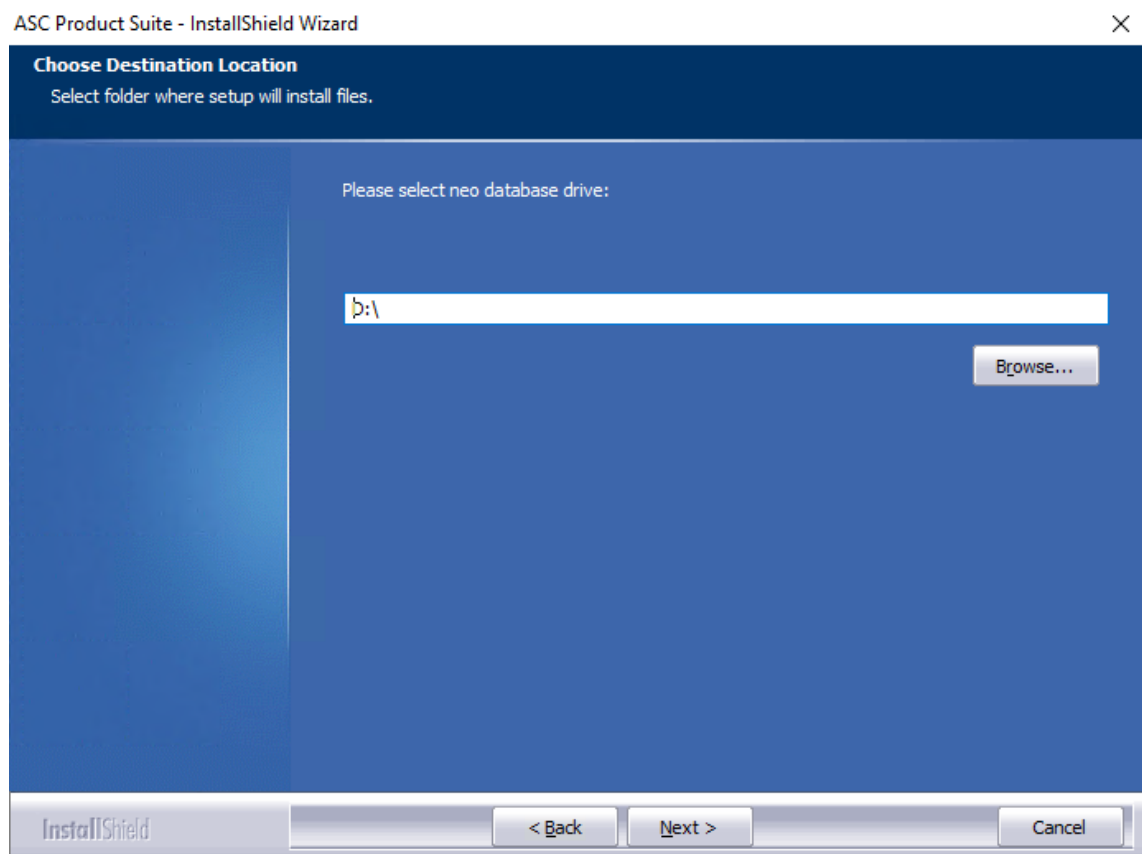 ASC Product Suite - InstallShield Wizard
Choose Destination Location
Select folder where setup will install files.
Please select neo database drive:
D:\
Browse...
InstallShield
< Back
Next >
Cancel